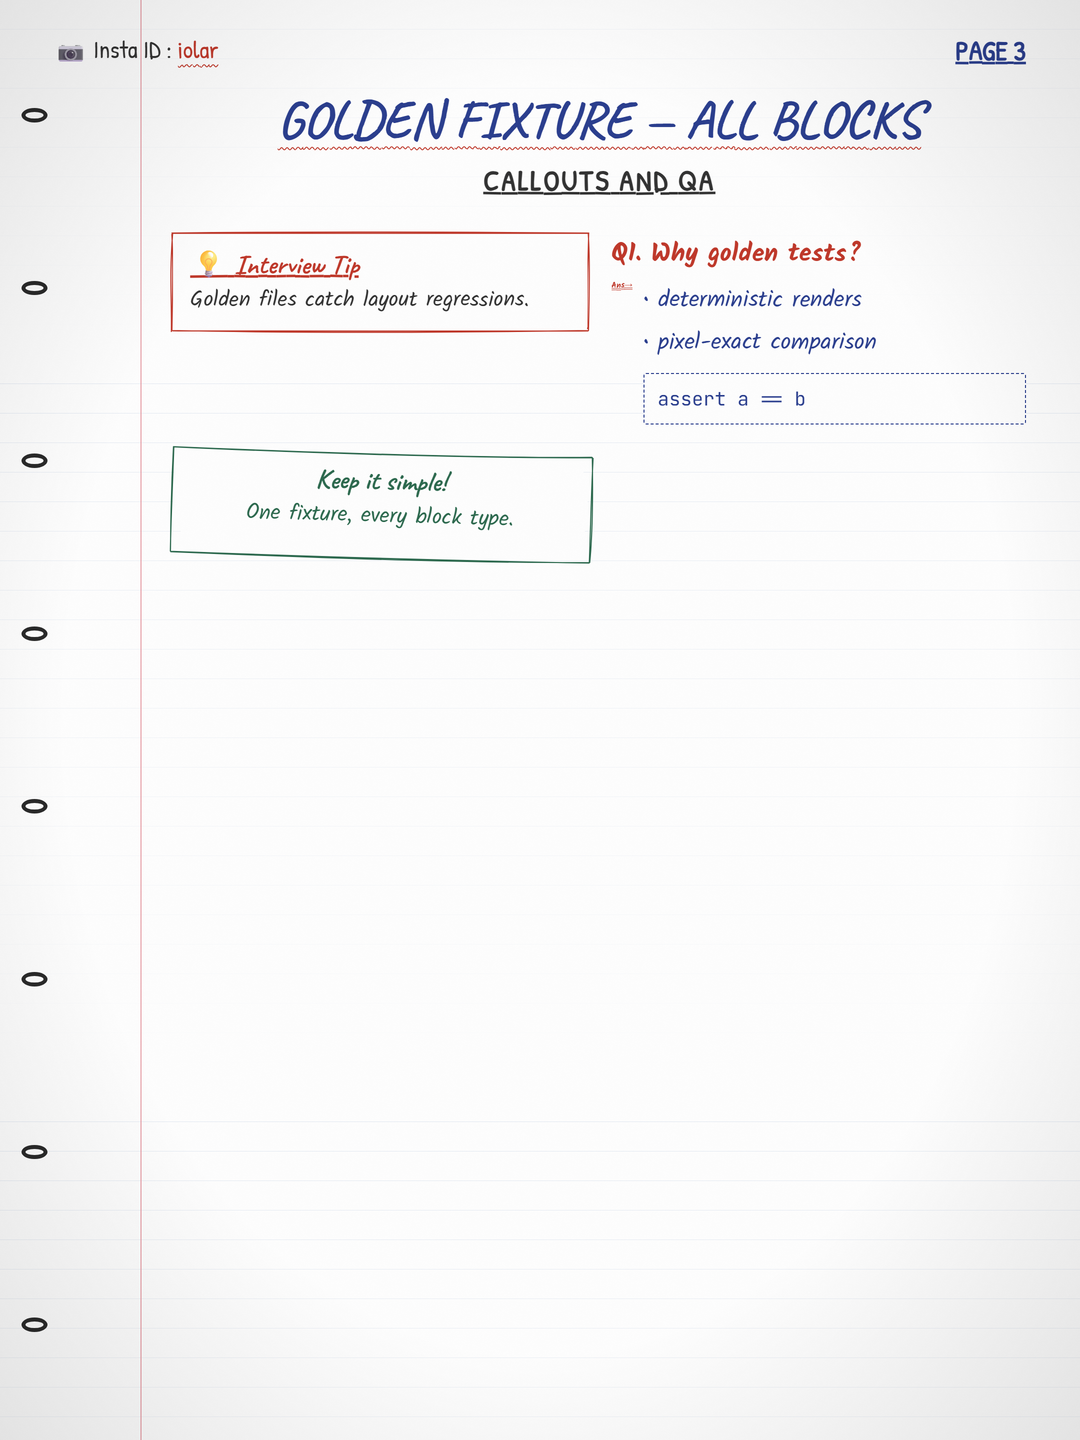 📷 Insta ID : iolar
PAGE 3
GOLDEN FIXTURE – ALL BLOCKS
CALLOUTS AND QA
💡 Interview Tip
Golden files catch layout regressions.
Q1. Why golden tests?
Ans→
• deterministic renders
• pixel-exact comparison
assert a == b
Keep it simple!
One fixture, every block type.